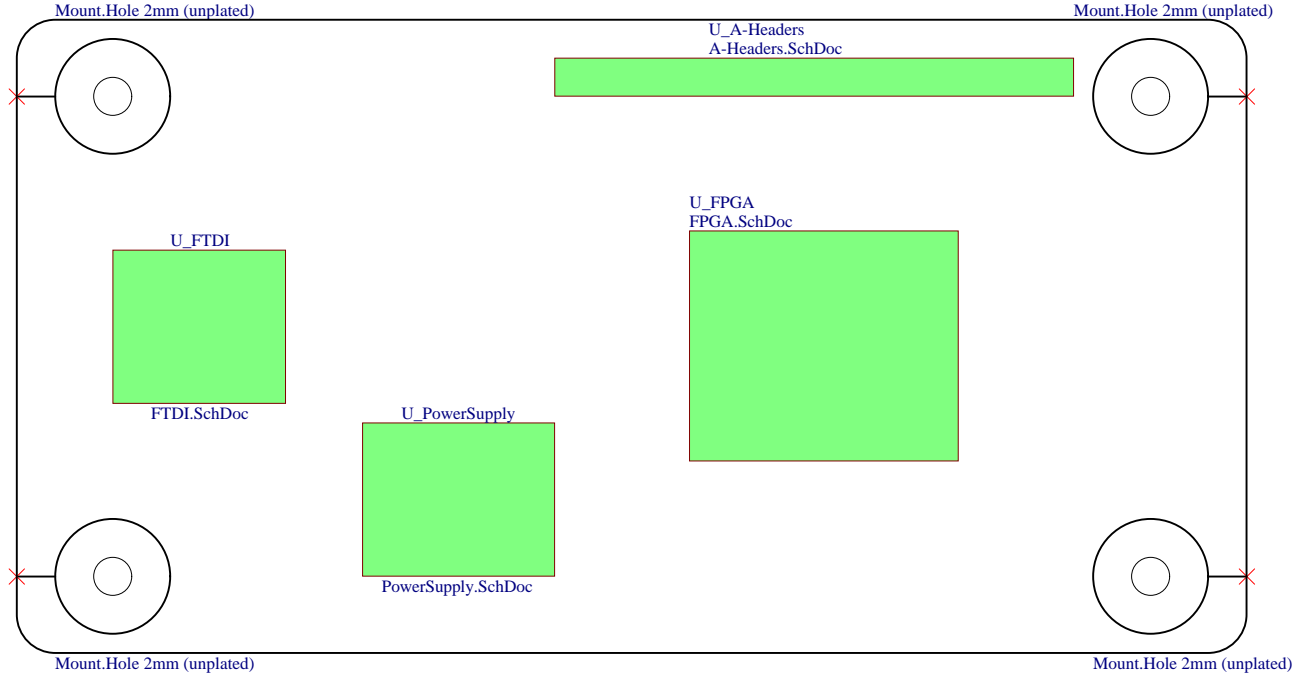 Mount.Hole 2mm (unplated)
Mount.Hole 2mm (unplated)
U_A-Headers
A-Headers.SchDoc
U_FPGA
FPGA.SchDoc
U_FTDI
FTDI.SchDoc
U_PowerSupply
PowerSupply.SchDoc
Mount.Hole 2mm (unplated)
Mount.Hole 2mm (unplated)